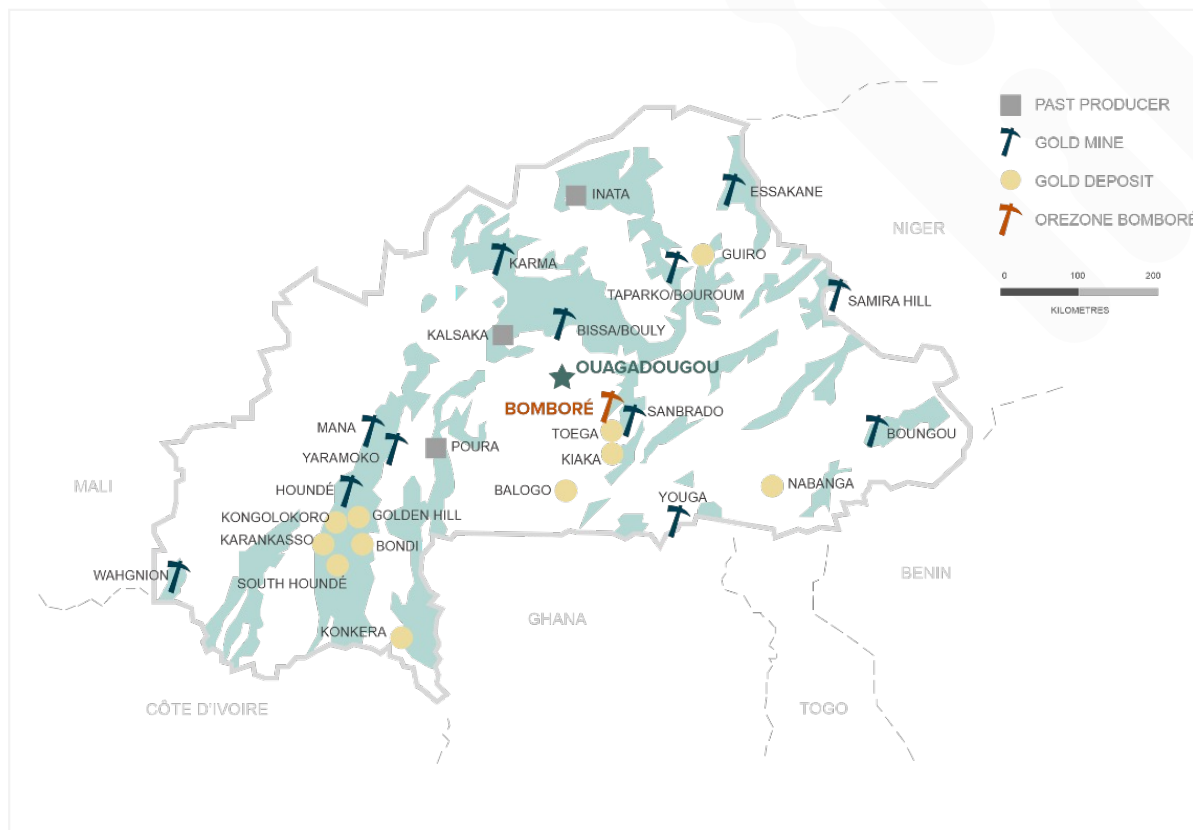 PAST PRODUCER
GOLD MINE
GOLD DEPOSIT
OREZONE BOMBORÉ
0 100 200
KILOMETRES
INATA
ESSAKANE
NIGER
KARMA
GUIRO
TAPARKO/BOUROUM
SAMIRA HILL
KALSAKA
BISSA/BOULY
OUAGADOUGOU
BOMBORÉ
SANBRADO
MANA
TOEGA
BOUNGOU
YARAMOKO
POURA
KIAKA
MALI
HOUNDÉ
BALOGO
NABANGA
YOUGA
KONGOLOKORO
GOLDEN HILL
KARANKASSO
BONDI
WAHGNION
SOUTH HOUNDÉ
BENIN
GHANA
KONKERA
CÔTE D'IVOIRE
TOGO